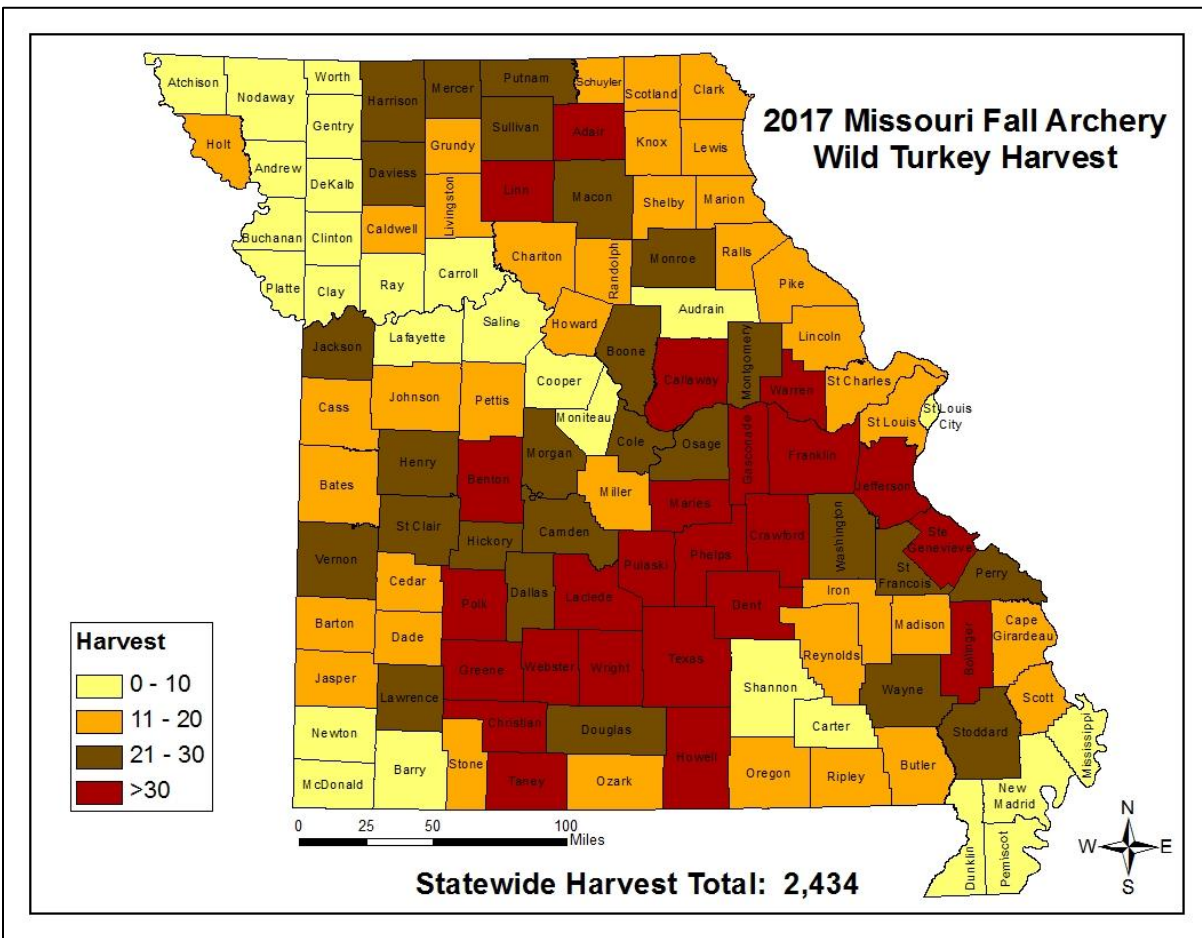 2017 Missouri Fall Archery
Wild Turkey Harvest
Atchison
Nodaway
Worth
Harrison
Mercer
Putnam
Schuyler
Scotland
Clark
Holt
Gentry
Sullivan
Adair
Knox
Lewis
Andrew
DeKalb
Daviess
Grundy
Linn
Macon
Shelby
Marion
Livingston
Buchanan
Clinton
Caldwell
Chariton
Randolph
Monroe
Ralls
Pike
Platte
Clay
Ray
Carroll
Saline
Howard
Audrain
Lincoln
Jackson
Lafayette
Boone
Callaway
Montgomery
Warren
St Charles
Cass
Johnson
Pettis
Cooper
Moniteau
Cole
Osage
Gasconade
Franklin
St Louis
St Louis
City
Bates
Henry
Benton
Morgan
Miller
Maries
Jefferson
Vernon
St Clair
Hickory
Camden
Pulaski
Phelps
Crawford
Washington
St
Francois
Ste
Genevieve
Perry
Cedar
Polk
Dallas
Laclede
Dent
Iron
Madison
Bollinger
Cape
Girardeau
Barton
Dade
Greene
Webster
Wright
Texas
Shannon
Reynolds
Wayne
Scott
Jasper
Lawrence
Christian
Douglas
Howell
Carter
Stoddard
Mississippi
Newton
McDonald
Barry
Stone
Taney
Ozark
Oregon
Ripley
Butler
New
Madrid
Dunklin
Pemiscot
Harvest
0 - 10
11 - 20
21 - 30
>30
0 25 50 100
Miles
N
W E
S
Statewide Harvest Total: 2,434